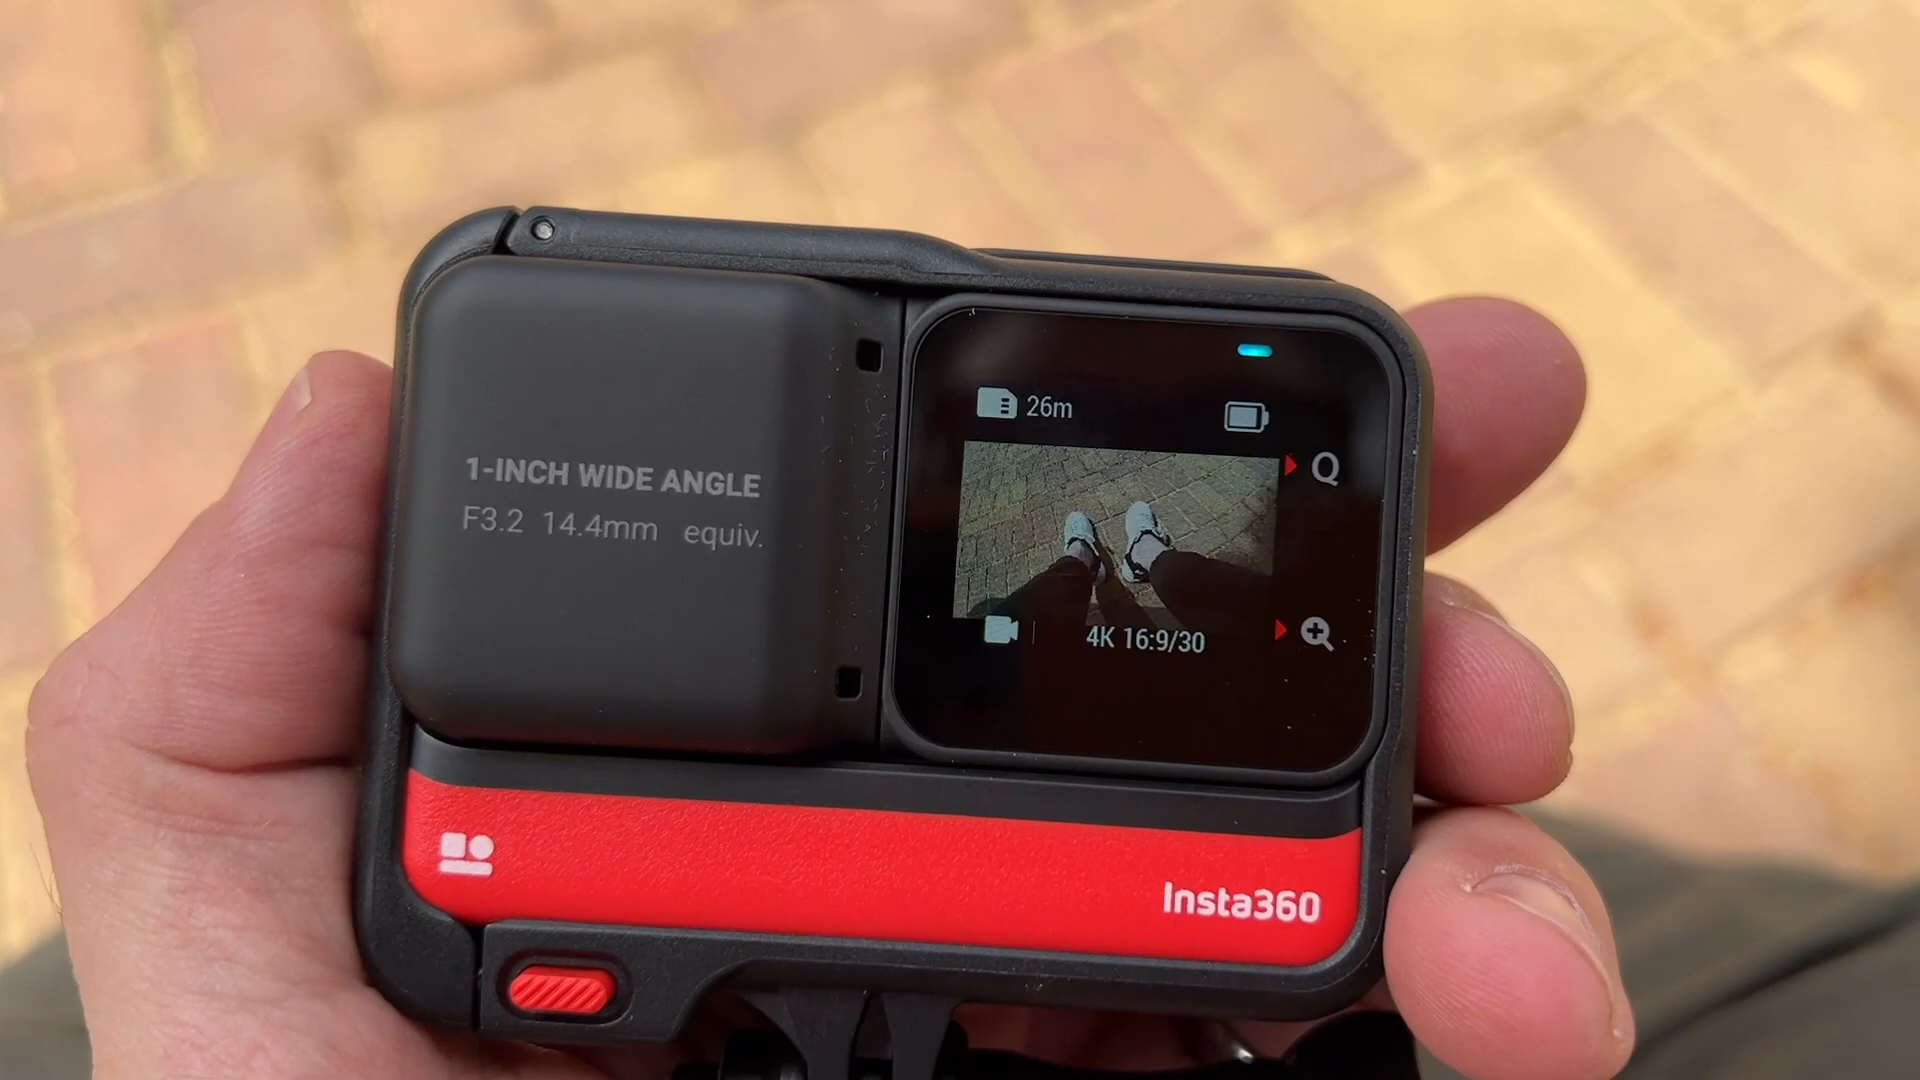 1-INCH WIDE ANGLE
F3.2 14.4mm equiv.
26m
Q
4K 16:9/30
Insta360